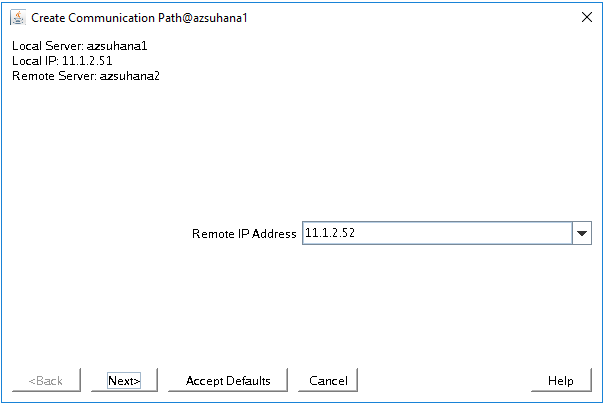 Create Communication Path@azsuhana1
Local Server: azsuhana1
Local IP: 11.1.2.51
Remote Server: azsuhana2
Remote IP Address 11.1.2.52
<Back Next> Accept Defaults Cancel Help